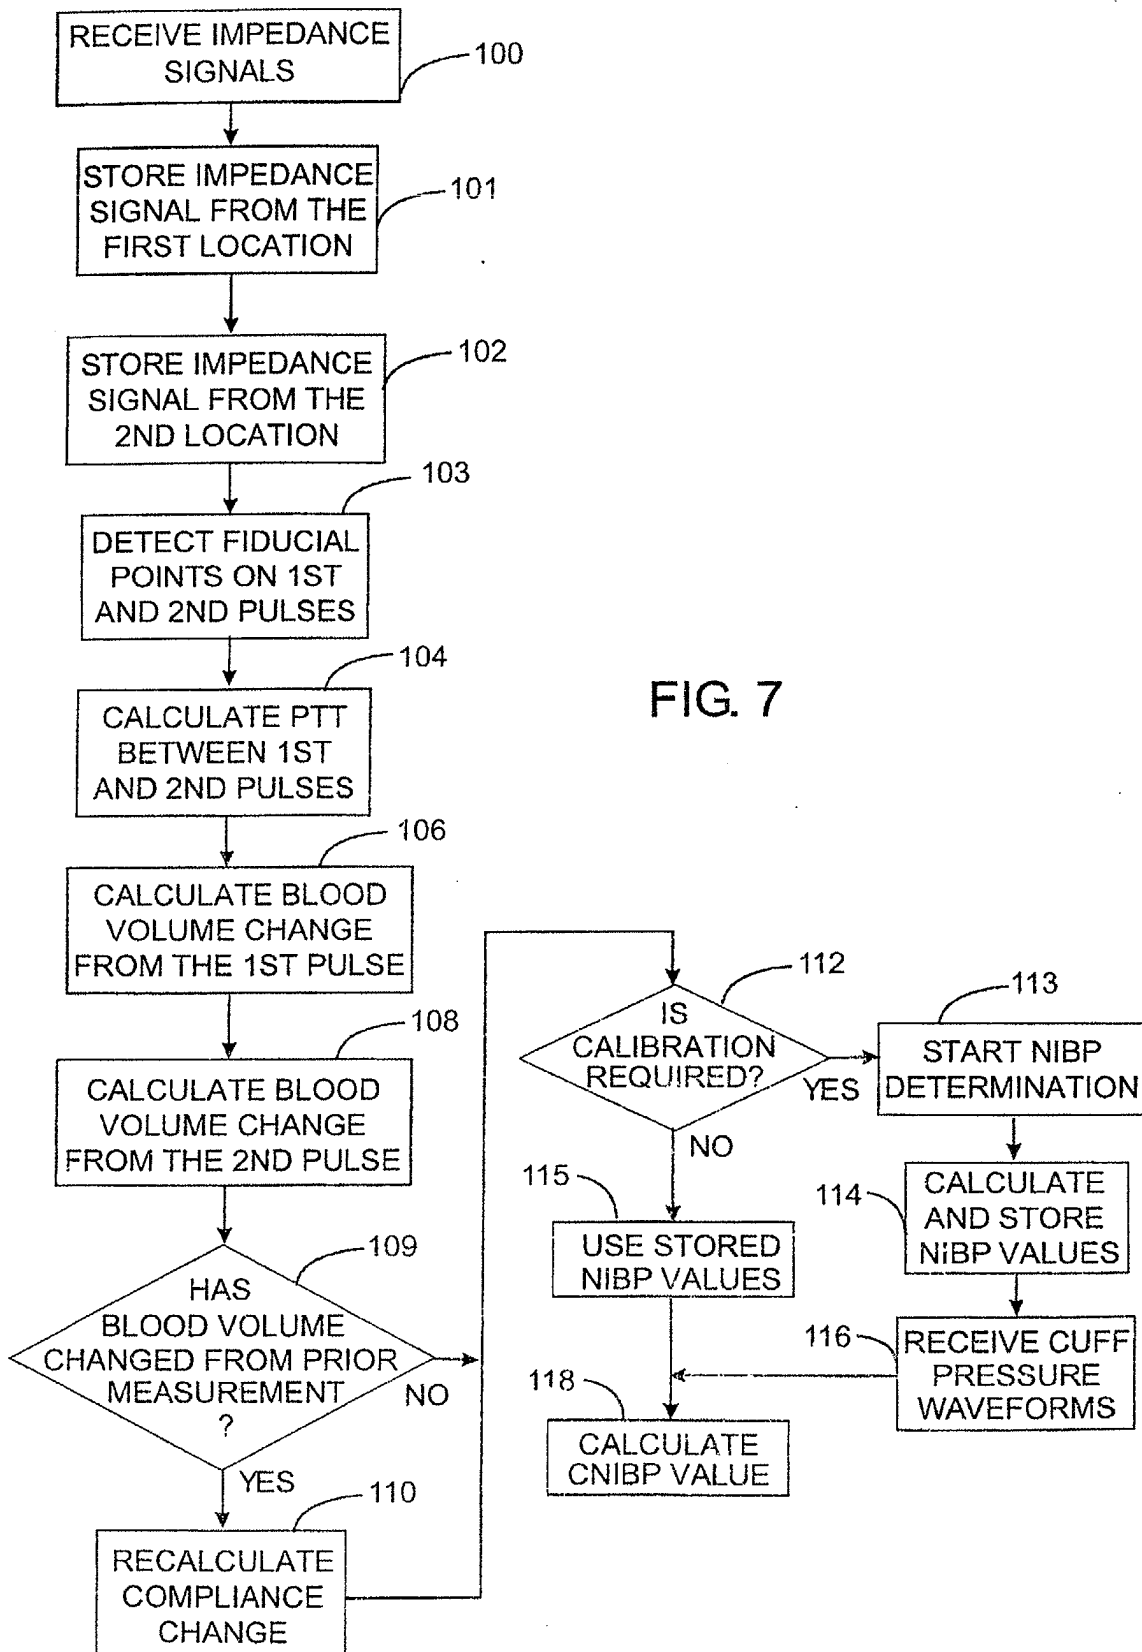 RECEIVE IMPEDANCE
SIGNALS
100
STORE IMPEDANCE
SIGNAL FROM THE
FIRST LOCATION
101
STORE IMPEDANCE
SIGNAL FROM THE
2ND LOCATION
102
DETECT FIDUCIAL
POINTS ON 1ST
AND 2ND PULSES
103
CALCULATE PTT
BETWEEN 1ST
AND 2ND PULSES
104
FIG. 7
CALCULATE BLOOD
VOLUME CHANGE
FROM THE 1ST PULSE
106
CALCULATE BLOOD
VOLUME CHANGE
FROM THE 2ND PULSE
108
HAS
BLOOD VOLUME
CHANGED FROM PRIOR
MEASUREMENT
?
109
NO
YES
RECALCULATE
COMPLIANCE
CHANGE
110
IS
CALIBRATION
REQUIRED?
112
YES
NO
START NIBP
DETERMINATION
113
CALCULATE
AND STORE
NIBP VALUES
114
USE STORED
NIBP VALUES
115
RECEIVE CUFF
PRESSURE
WAVEFORMS
116
CALCULATE
CNIBP VALUE
118